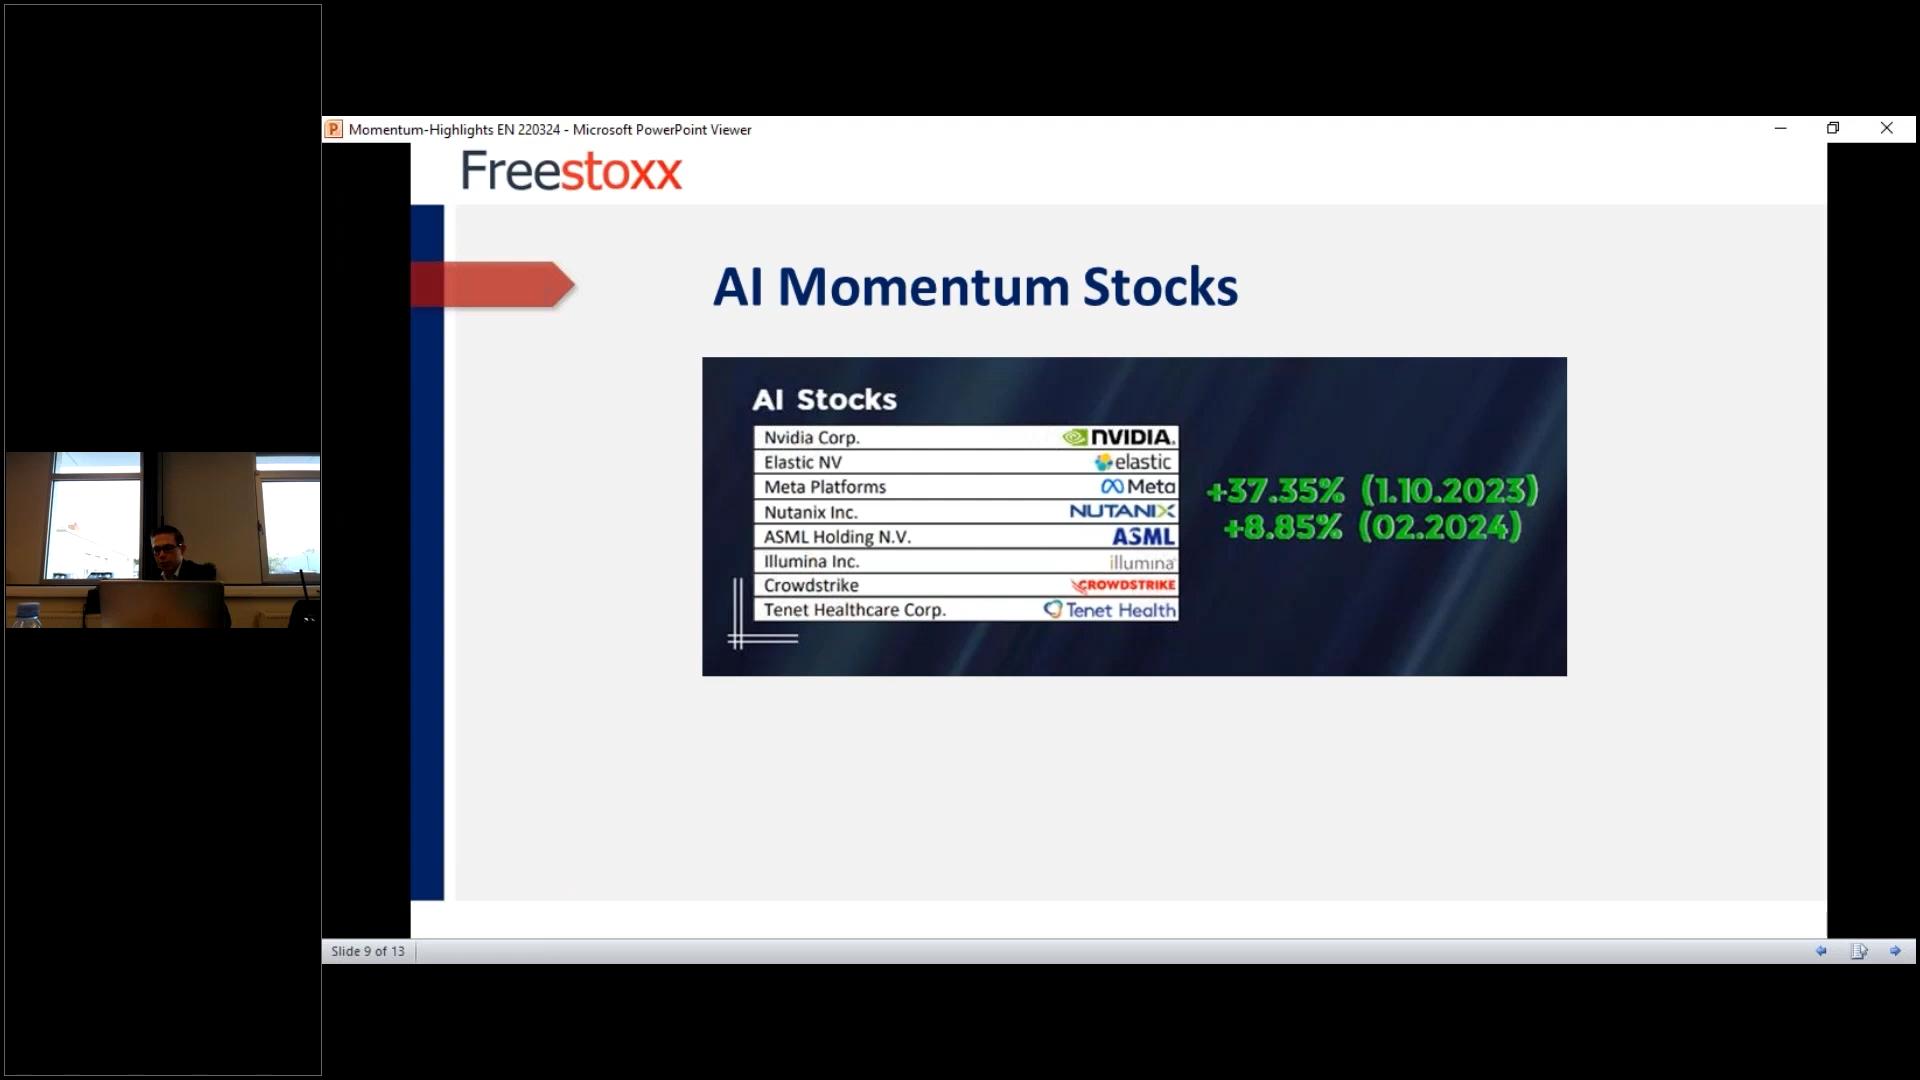 Momentum-Highlights EN 220324 - Microsoft PowerPoint Viewer
Freestoxx
AI Momentum Stocks
AI Stocks
Nvidia Corp. NVIDIA.
Elastic NV elastic
Meta Platforms Meta
Nutanix Inc. NUTANIX
ASML Holding N.V. ASML
Illumina Inc. illumina
Crowdstrike CROWDSTRIKE
Tenet Healthcare Corp. Tenet Health
+37.35% (1.10.2023)
+8.85% (02.2024)
Slide 9 of 13